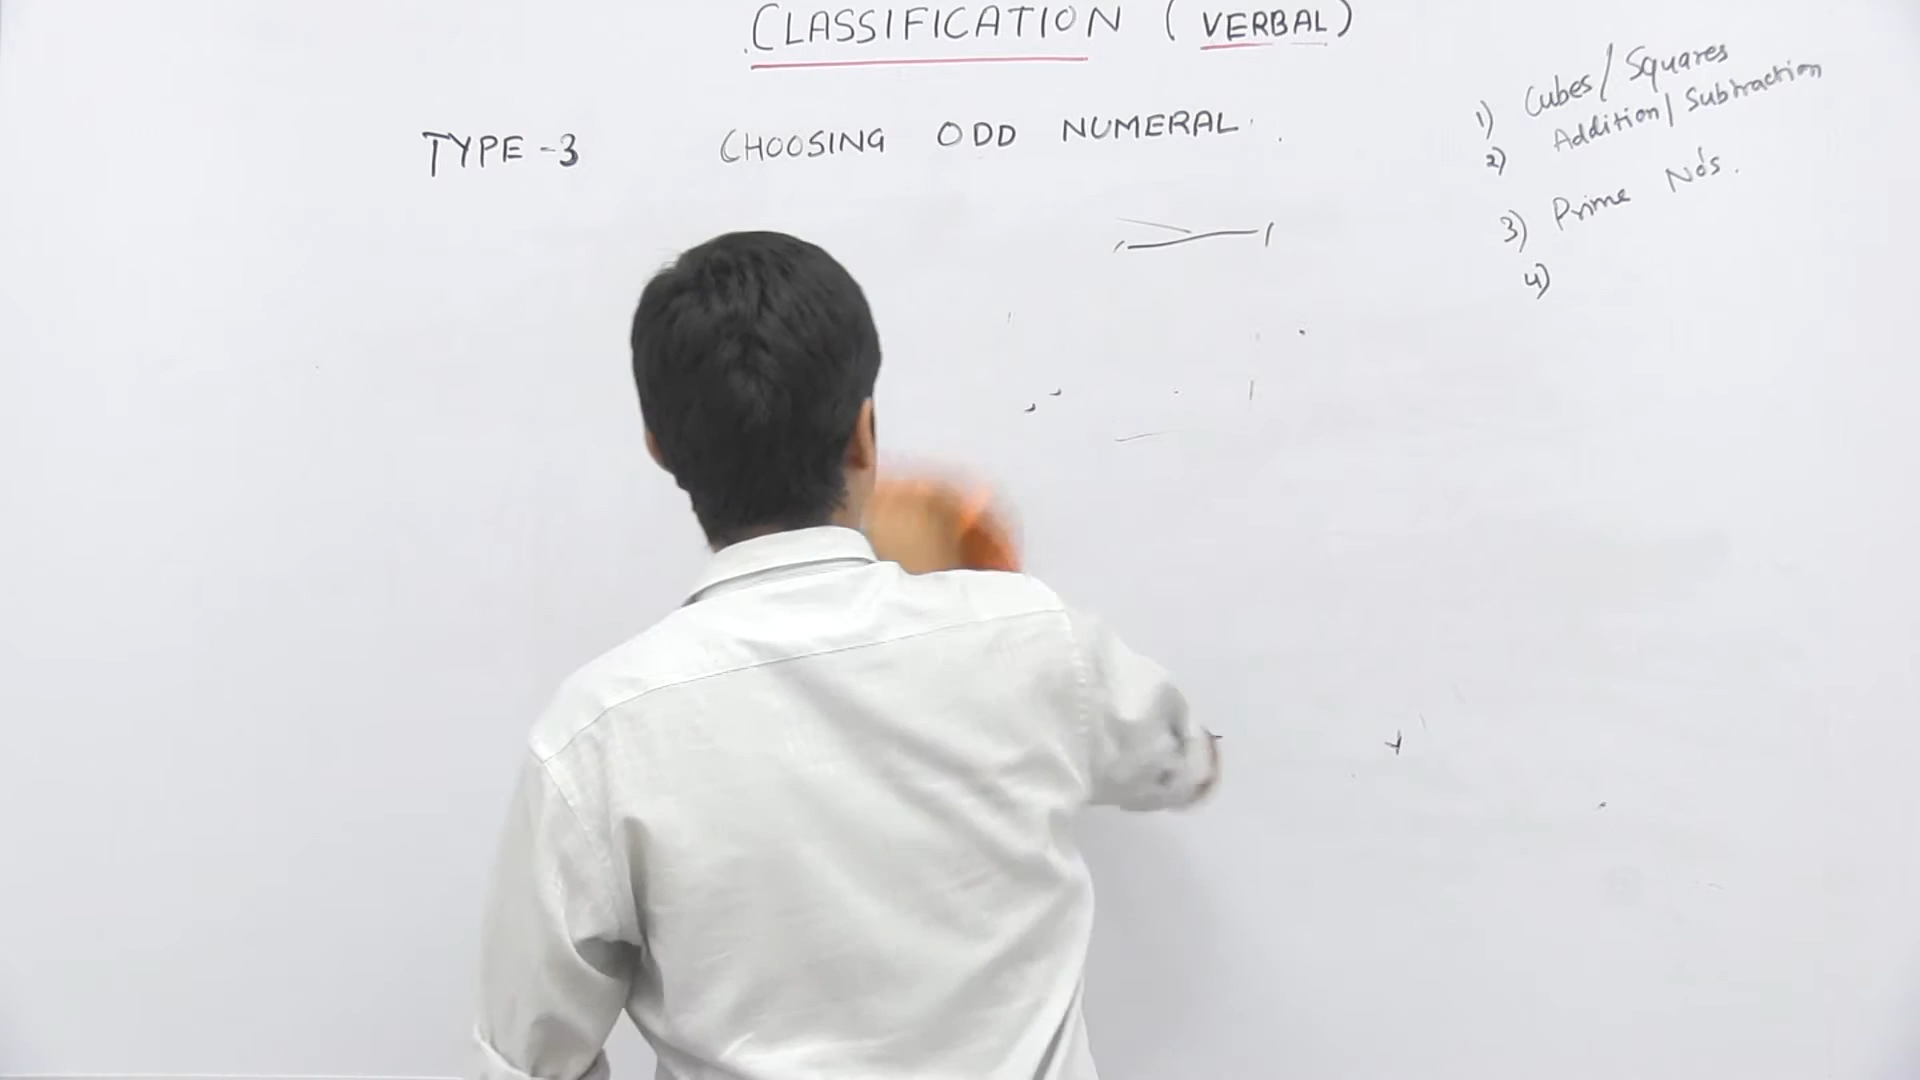 CLASSIFICATION (VERBAL)
TYPE-3 CHOOSING ODD NUMERAL.
1) Cubes/Squares
2) Addition/Subtraction
3) Prime No's.
4)